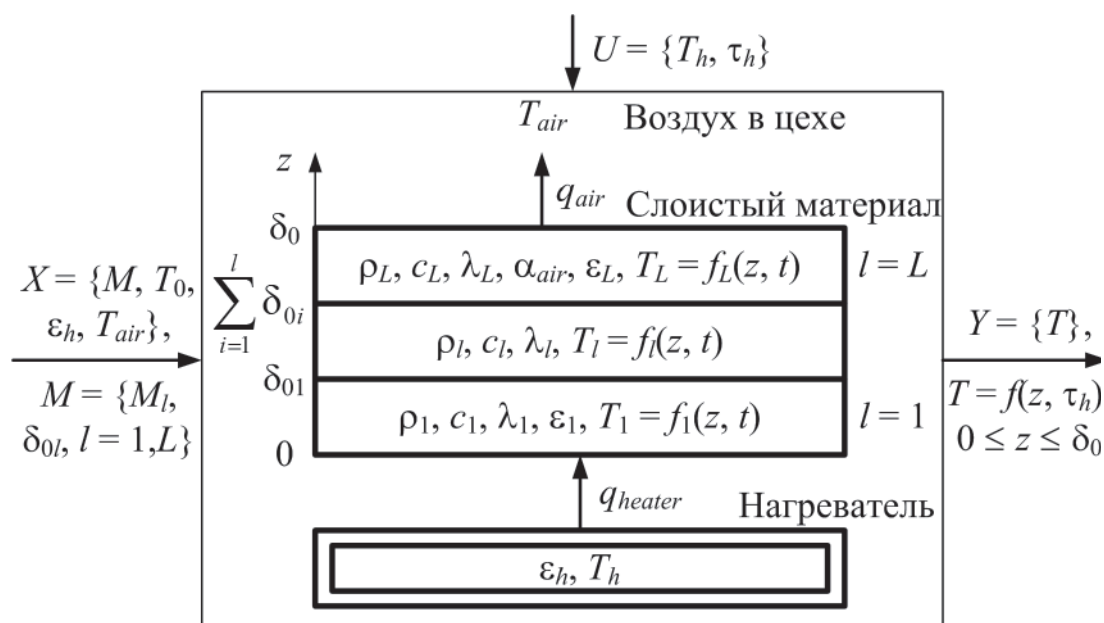 U = {T_h, τ_h}
T_air Воздух в цехе
z
q_air Слоистый материал
δ_0
ρ_L, c_L, λ_L, α_air, ε_L, T_L = f_L(z, t) l = L
X = {M, T_0,
ε_h, T_air},
M = {M_l,
δ_0l, l = 1,L}
∑_{i=1}^{l} δ_0i
ρ_l, c_l, λ_l, T_l = f_l(z, t)
δ_01
ρ_1, c_1, λ_1, ε_1, T_1 = f_1(z, t) l = 1
0
Y = {T},
T = f(z, τ_h)
0 ≤ z ≤ δ_0
q_heater Нагреватель
ε_h, T_h